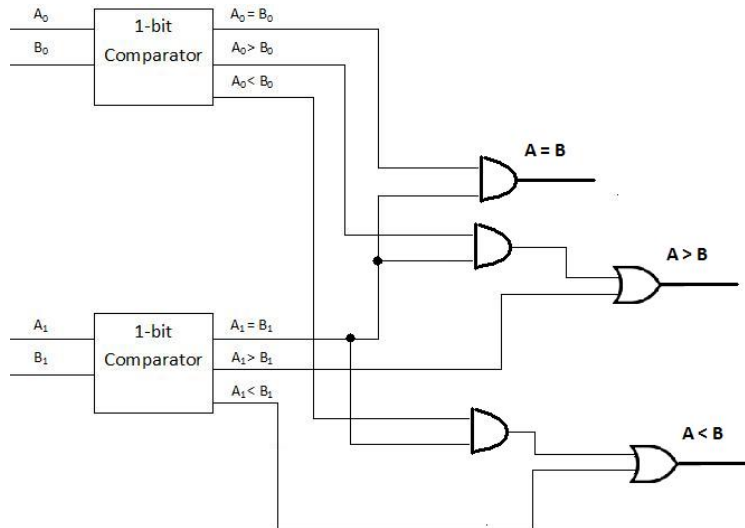 A₀
B₀
1-bit
Comparator
A₀ = B₀
A₀ > B₀
A₀ < B₀
A = B
A > B
A₁
B₁
1-bit
Comparator
A₁ = B₁
A₁ > B₁
A₁ < B₁
A < B